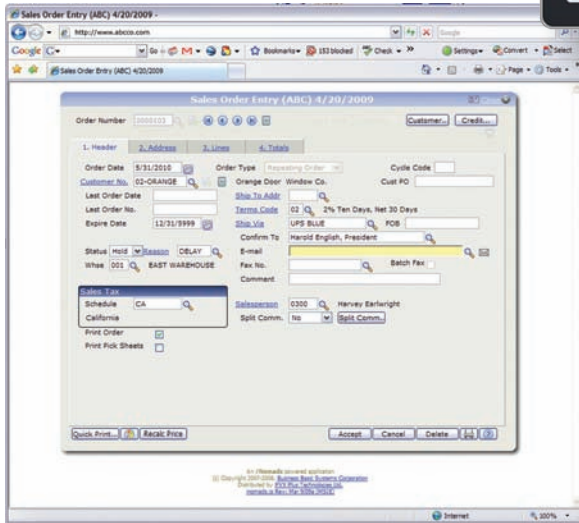 Sales Order Entry (ABC) 4/20/2009 -
http://www.abcco.com
Google
Google G Go M Bookmarks 153 blocked Check Settings
Convert Select
Sales Order Entry (ABC) 4/20/2009
Page Tools
Sales Order Entry (ABC) 4/20/2009
Order Number Customer... Credit...
1. Header 2. Address 3. Lines 4. Totals
Order Date 5/31/2010 Order Type Repeating Order Cycle Code
Customer No. 02-ORANGE Orange Door Window Co. Cust PO
Last Order Date Ship To Addr
Last Order No. Terms Code 02 2% Ten Days, Net 30 Days
Expire Date 12/31/5999 Ship Via UPS BLUE FOB
Confirm To Harold English, President
Status Hold Reason DELAY E-mail
Whse 001 EAST WAREHOUSE Fax No. Batch Fax
Comment
Sales Tax
Schedule CA Salesperson 0300 Harvey Earlwright
California Split Comm. No Split Comm...
Print Order
Print Pick Sheets
Quick Print... Recalc Price Accept Cancel Delete
Internet 100%